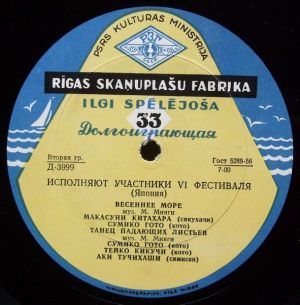 PSRS KULTURAS MINISTRIJA
RĪGAS SKAŅUPLAŠU FABRIKA
ILGI SPĒLĒJOŠA
33
Долгоиграющая
Вторая гр.
Гост 5289-56
Д-3999
7-00
ИСПОЛНЯЮТ УЧАСТНИКИ VI ФЕСТИВАЛЯ
(Япония)
ВЕСЕННЕЕ МОРЕ
муз. М. Мияги
МАКАСУНИ КИТАХАРА (сякухачи)
СУМИКО ГОТО (кото)
ТАНЕЦ ПАДАЮЩИХ ЛИСТЬЕВ
муз. М. Мияги
СУМИКО ГОТО (кото)
ТЕЙКО КИКУЧИ (кото)
АКИ ТУЧИХАШИ (сямисен)